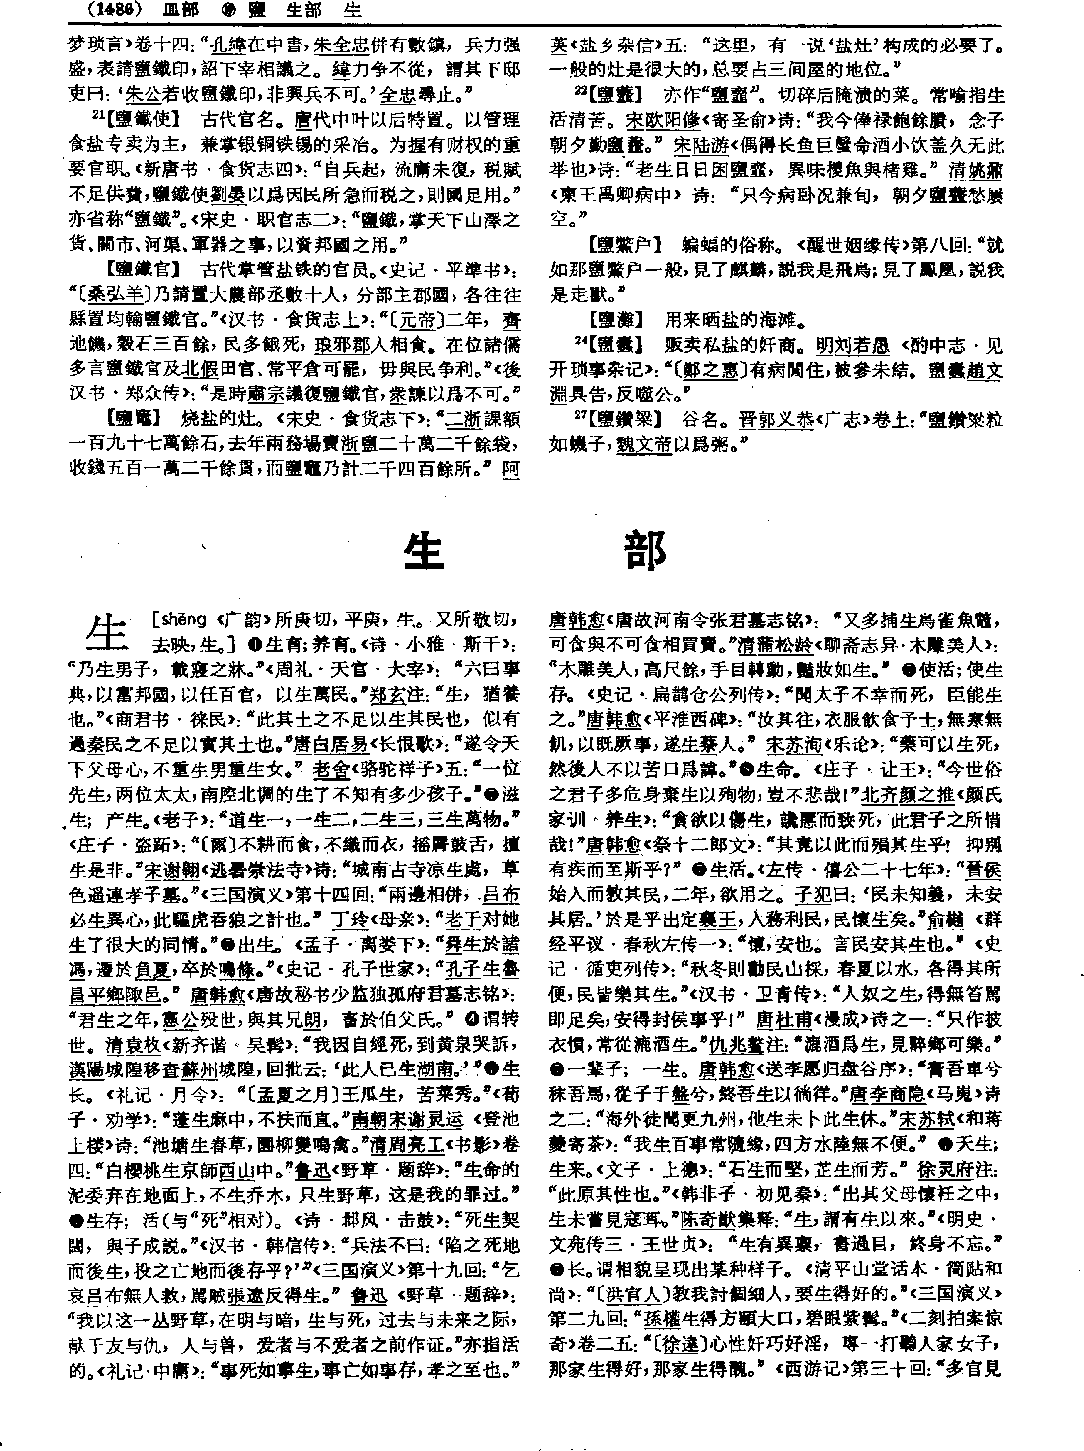 (1486) 皿部 ⑲ 鹽 生部 生
梦琐言》卷十四：“孔緯在中書，朱全忠併有數鎮，兵力强
盛，表請鹽鐵印，詔下宰相議之。緯力争不從，謂其下邸
吏曰：‘朱公若收鹽鐵印，非興兵不可。’全忠尋止。”
²¹【鹽鐵使】 古代官名。唐代中叶以后特置。以管理
食盐专卖为主，兼掌银铜铁锡的采冶。为握有财权的重
要官职。《新唐书·食货志四》：“自兵起，流庸未復，税賦
不足供費，鹽鐵使劉晏以爲因民所急而税之，則國足用。”
亦省称“鹽鐵”。《宋史·职官志二》：“鹽鐵，掌天下山澤之
貨、關市、河渠、軍器之事，以資邦國之用。”
【鹽鐵官】 古代掌管盐铁的官员。《史记·平準书》：
“〔桑弘羊〕乃請置大農部丞數十人，分部主郡國，各往往
縣置均輸鹽鐵官。”《汉书·食货志上》：“〔元帝〕二年，齊
地饑，穀石三百餘，民多餓死，琅邪郡人相食。在位諸儒
多言鹽鐵官及北假田官、常平倉可罷，毋與民争利。”《後
汉书·郑众传》：“是時肅宗議復鹽鐵官，衆諫以爲不可。”
【鹽竈】 烧盐的灶。《宋史·食货志下》：“二浙課額
一百九十七萬餘石，去年兩務場賣浙鹽二十萬二千餘袋，
收錢五百一萬二千餘貫，而鹽竈乃計二千四百餘所。” 阿
英《盐乡杂信》五：“这里，有一说‘盐灶’构成的必要了。
一般的灶是很大的，总要占三间屋的地位。”
²³【鹽虀】 亦作“鹽齏”。切碎后腌渍的菜。常喻指生
活清苦。宋欧阳修《寄圣俞》诗：“我今俸禄飽餘賸，念子
朝夕勤鹽虀。” 宋陆游《偶得长鱼巨蟹命酒小饮盖久无此
举也》诗：“老生日日困鹽虀，異味棧魚與楮雞。” 清姚鼐
《柬王禹卿病中》诗：“只今病卧况兼旬，朝夕鹽虀愁屢
空。”
【鹽鱉户】 蝙蝠的俗称。《醒世姻缘传》第八回：“就
如那鹽鱉户一般，見了麒麟，説我是飛鳥；見了鳳凰，説我
是走獸。”
【鹽灘】 用来晒盐的海滩。
²⁴【鹽蠹】 贩卖私盐的奸商。明刘若愚《酌中志·见
开琐事杂记》：“〔鄭之惠〕有病閒住，被參未結。鹽蠹趙文
淵具告，反噬公。”
²⁷【鹽鑽粱】 谷名。晋郭义恭《广志》卷上：“鹽鑽粱粒
如蟣子，魏文帝以爲粥。”
生 部
生 [shēng 《广韵》所庚切，平庚，生。又所敬切，
去映，生。] ❶生育；养育。《诗·小雅·斯干》：
“乃生男子，載寝之牀。”《周礼·天官·大宰》：“六曰事
典，以富邦國，以任百官，以生萬民。”郑玄注：“生，猶養
也。”《商君书·徕民》：“此其土之不足以生其民也，似有
過秦民之不足以實其土也。”唐白居易《长恨歌》：“遂令天
下父母心，不重生男重生女。” 老舍《骆驼祥子》五：“一位
先生，两位太太，南腔北调的生了不知有多少孩子。”❷滋
生；产生。《老子》：“道生一，一生二，二生三，三生萬物。”
《庄子·盗跖》：“〔爾〕不耕而食，不織而衣，摇脣鼓舌，擅
生是非。”宋谢翱《逃暑崇法寺》诗：“城南古寺凉生處，草
色遥連孝子墓。”《三国演义》第十四回：“兩邊相併，吕布
必生異心，此驅虎吞狼之計也。” 丁玲《母亲》：“老于对她
生了很大的同情。”❸出生。《孟子·离娄下》：“舜生於諸
馮，遷於負夏，卒於鳴條。”《史记·孔子世家》：“孔子生魯
昌平鄉陬邑。” 唐韩愈《唐故秘书少监独孤府君墓志铭》：
“君生之年，憲公殁世，與其兄朗，畜於伯父氏。” ❹谓转
世。清袁枚《新齐谐·吴髯》：“我因自經死，到黄泉哭訴，
漢陽城隍移查蘇州城隍，回批云：‘此人已生湖南。’”❺生
长。《礼记·月令》：“〔孟夏之月〕王瓜生，苦菜秀。”《荀
子·劝学》：“蓬生麻中，不扶而直。”南朝宋谢灵运《登池
上楼》诗：“池塘生春草，園柳變鳴禽。”清周亮工《书影》卷
四：“白櫻桃生京師西山中。”鲁迅《野草·题辞》：“生命的
泥委弃在地面上，不生乔木，只生野草，这是我的罪过。”
❻生存；活（与“死”相对）。《诗·邶风·击鼓》：“死生契
闊，與子成説。”《汉书·韩信传》：“兵法不曰：‘陷之死地
而後生，投之亡地而後存乎？’”《三国演义》第十九回：“乞
哀吕布無人救，駡賊張遼反得生。” 鲁迅《野草·题辞》：
“我以这一丛野草，在明与暗，生与死，过去与未来之际，
献于友与仇，人与兽，爱者与不爱者之前作证。”亦指活
的。《礼记·中庸》：“事死如事生，事亡如事存，孝之至也。”
唐韩愈《唐故河南令张君墓志铭》：“又多捕生鳥雀魚鼈，
可食與不可食相買賣。”清蒲松龄《聊斋志异·木雕美人》：
“木雕美人，高尺餘，手目轉動，豔妝如生。” ❼使活；使生
存。《史记·扁鹊仓公列传》：“聞太子不幸而死，臣能生
之。”唐韩愈《平淮西碑》：“汝其往，衣服飲食予士，無寒無
飢，以既厥事，遂生蔡人。” 宋苏洵《乐论》：“藥可以生死，
然後人不以苦口爲諱。”❽生命。《庄子·让王》：“今世俗
之君子多危身棄生以殉物，豈不悲哉！”北齐颜之推《颜氏
家训·养生》：“貪欲以傷生，讒慝而致死，此君子之所惜
哉！”唐韩愈《祭十二郎文》：“其竟以此而殞其生乎！抑别
有疾而至斯乎？” ❾生活。《左传·僖公二十七年》：“晉侯
始入而教其民，二年，欲用之。子犯曰：‘民未知義，未安
其居。’於是乎出定襄王，入務利民，民懷生矣。”俞樾《群
经平议·春秋左传一》：“懷，安也。言民安其生也。” 《史
记·循吏列传》：“秋冬則勸民山採，春夏以水，各得其所
便，民皆樂其生。”《汉书·卫青传》：“人奴之生，得無笞駡
即足矣，安得封侯事乎！” 唐杜甫《漫成》诗之一：“只作披
衣慣，常從漉酒生。”仇兆鳌注：“漉酒爲生，見醉鄉可樂。”
❿一辈子；一生。唐韩愈《送李愿归盘谷序》：“膏吾車兮
秣吾馬，從子于盤兮，終吾生以徜徉。”唐李商隐《马嵬》诗
之二：“海外徒聞更九州，他生未卜此生休。”宋苏轼《和蒋
夔寄茶》：“我生百事常隨緣，四方水陸無不便。” ⓫天生；
生来。《文子·上德》：“石生而堅，芷生而芳。” 徐灵府注：
“此原其性也。”《韩非子·初见秦》：“出其父母懷衽之中，
生未嘗見寇耳。”陈奇猷集释：“生，謂有生以來。”《明史·
文苑传三·王世贞》：“生有異稟，書過目，終身不忘。”
⓬长。谓相貌呈现出某种样子。《清平山堂话本·简贴和
尚》：“〔洪官人〕教我討個細人，要生得好的。”《三国演义》
第二九回：“孫權生得方頤大口，碧眼紫髯。”《二刻拍案惊
奇》卷二五：“〔徐達〕心性奸巧好淫，專一打聽人家女子，
那家生得好，那家生得醜。” 《西游记》第三十回：“多官見